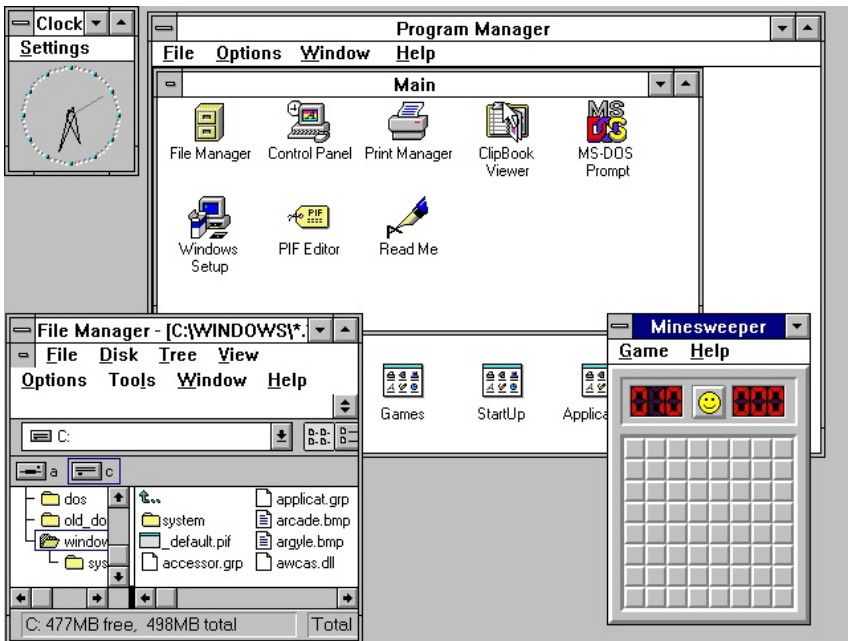 Clock
Settings
Program Manager
File Options Window Help
Main
File Manager
Control Panel
Print Manager
ClipBook
Viewer
MS-DOS
Prompt
MS
DOS
Windows
Setup
PIF Editor
PIF
Read Me
File Manager - [C:\WINDOWS\*.
File Disk Tree View
Options Tools Window Help
C:
a c
dos
old_do
window
sys
..
system
_default.pif
accessor.grp
applicat.grp
arcade.bmp
argyle.bmp
awcas.dll
C: 477MB free, 498MB total
Total
Games
StartUp
Applica
Minesweeper
Game Help